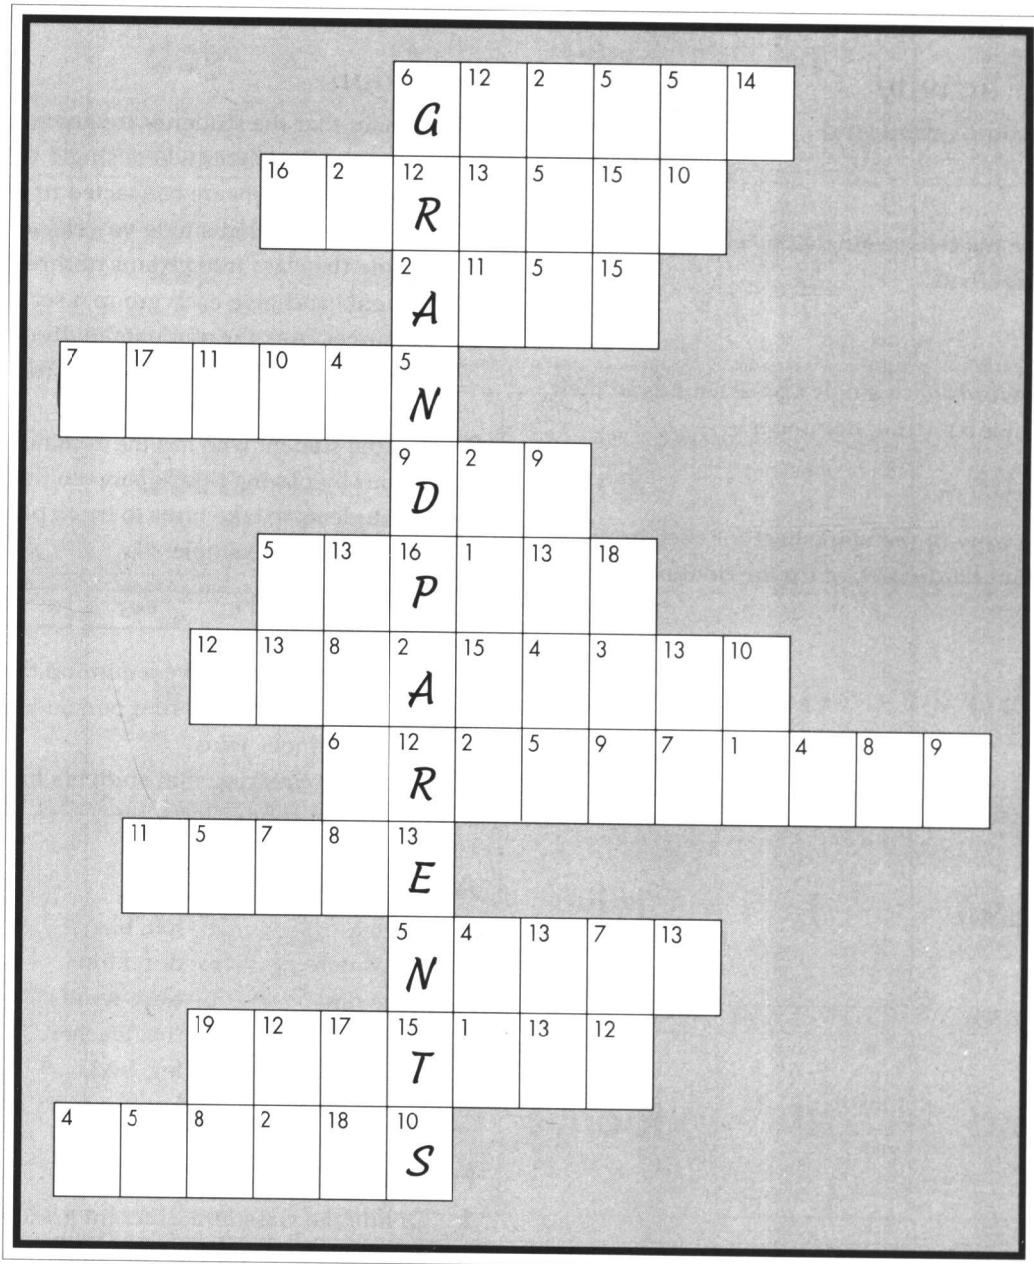 6 12 2 5 5 14
G
16 2 12 13 5 15 10
R
2 11 5 15
A
7 17 11 10 4 5
N
9 2 9
D
5 13 16 1 13 18
P
12 13 8 2 15 4 3 13 10
A
6 12 2 5 9 7 1 4 8 9
R
11 5 7 8 13
E
5 4 13 7 13
N
19 12 17 15 1 13 12
T
4 5 8 2 18 10
S